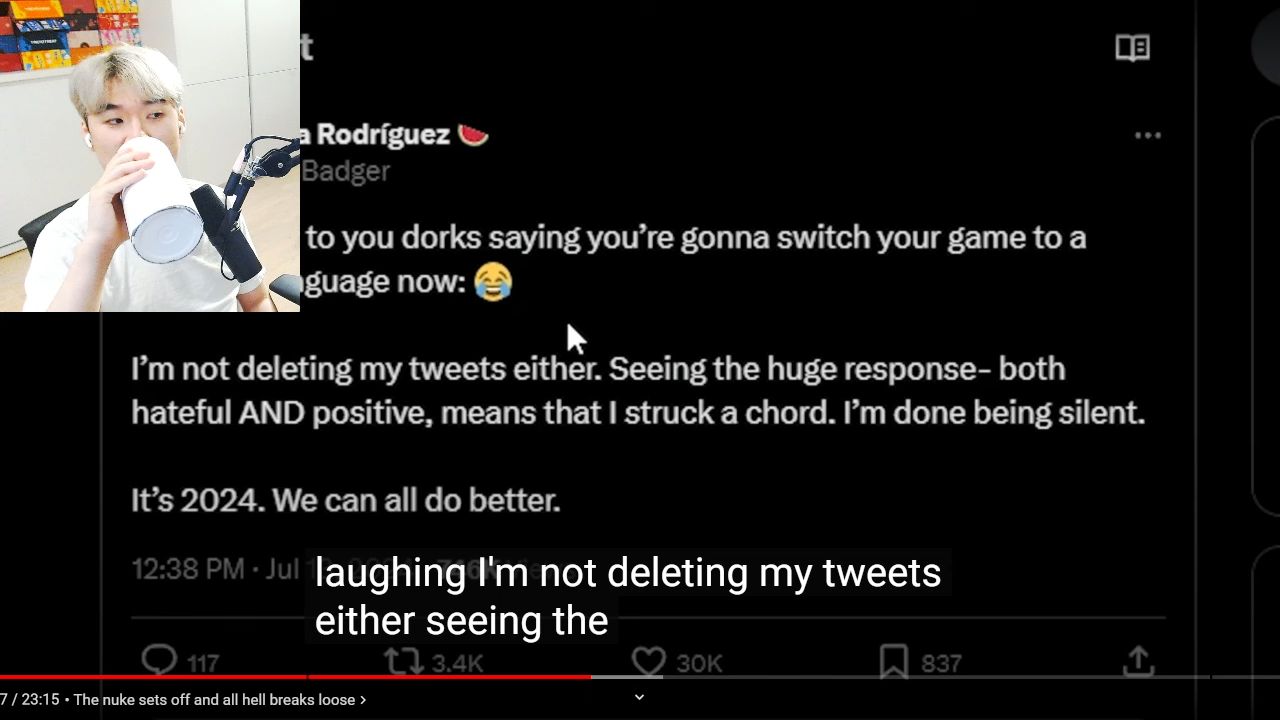 t
a Rodríguez 🍉
Badger
to you dorks saying you’re gonna switch your game to a
guage now: 😂
I’m not deleting my tweets either. Seeing the huge response– both
hateful AND positive, means that I struck a chord. I’m done being silent.
It’s 2024. We can all do better.
12:38 PM · Jul
laughing I'm not deleting my tweets
either seeing the
117 3.4K 30K 837
7 / 23:15 • The nuke sets off and all hell breaks loose >